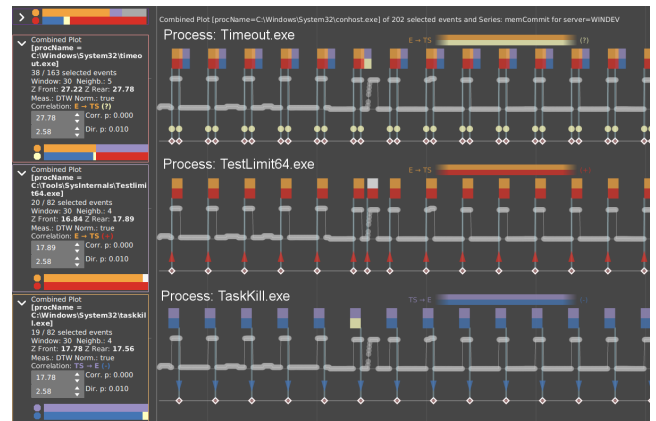 Combined Plot [procName=C:\Windows\System32\conhost.exe] of 202 selected events and Series: memCommit for server=WINDEV
Combined Plot
[procName =
C:\Windows\System32\timeo
ut.exe]
38 / 163 selected events
Window: 30 Neighb.: 5
Z Front: 27.22 Z Rear: 27.78
Meas.: DTW Norm.: true
Correlation: E → TS (?)
27.78 Corr. p: 0.000
2.58 Dir. p: 0.010
Process: Timeout.exe
E → TS (?)
Combined Plot
[procName =
C:\Tools\SysInternals\Testlimi
t64.exe]
20 / 82 selected events
Window: 30 Neighb.: 4
Z Front: 16.84 Z Rear: 17.89
Meas.: DTW Norm.: true
Correlation: E → TS (+)
17.89 Corr. p: 0.000
2.58 Dir. p: 0.010
Process: TestLimit64.exe
E → TS (+)
Combined Plot
[procName =
C:\Windows\System32\taskkil
l.exe]
19 / 82 selected events
Window: 30 Neighb.: 4
Z Front: 17.78 Z Rear: 17.56
Meas.: DTW Norm.: true
Correlation: TS → E (-)
17.78 Corr. p: 0.000
2.58 Dir. p: 0.010
Process: TaskKill.exe
TS → E (-)